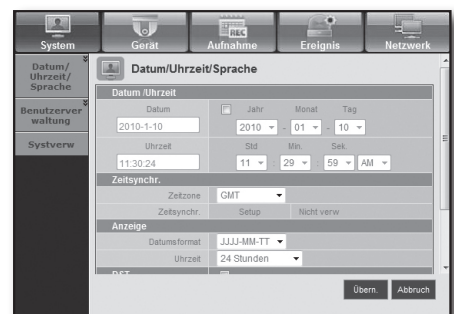 System Gerät Aufnahme Ereignis Netzwerk
REC
Datum/
Uhrzeit/
Sprache
Benutzerver
waltung
Systverw
Datum/Uhrzeit/Sprache
Datum /Uhrzeit
Datum Jahr Monat Tag
2010-1-10 2010 - 01 - 10
Uhrzeit Std Min. Sek.
11:30:24 11 : 29 : 59 AM
Zeitsynchr.
Zeitzone GMT
Zeitsynchr. Setup Nicht verw
Anzeige
Datumsformat JJJJ-MM-TT
Uhrzeit 24 Stunden
DST
Übern. Abbruch